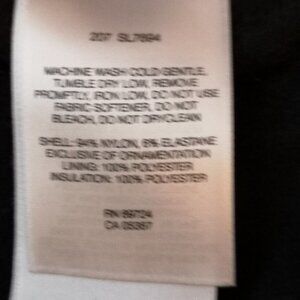 207 SL7694
MACHINE WASH COLD GENTLE,
TUMBLE DRY LOW, REMOVE
PROMPTLY, IRON LOW, DO NOT USE
FABRIC SOFTENER, DO NOT
BLEACH, DO NOT DRYCLEAN
SHELL: 94% NYLON, 6% ELASTANE
EXCLUSIVE OF ORNAMENTATION
LINING: 100% POLYESTER
INSULATION: 100% POLYESTER
RN 89724
CA 05367